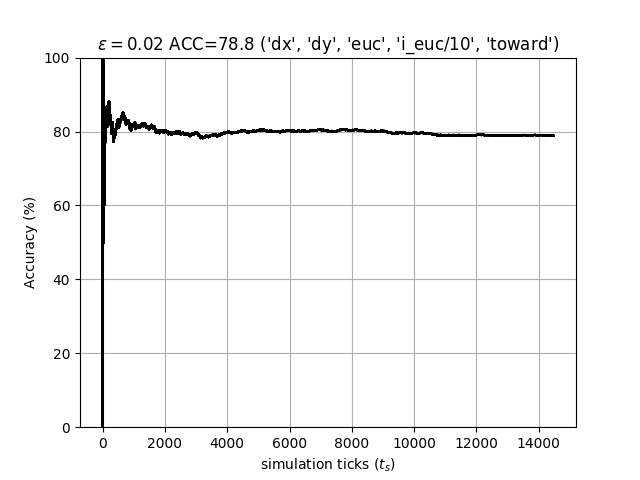 ε = 0.02 ACC=78.8 ('dx', 'dy', 'euc', 'i_euc/10', 'toward')
100
80
60
40
20
0
Accuracy (%)
0 2000 4000 6000 8000 10000 12000 14000
simulation ticks (tₛ)